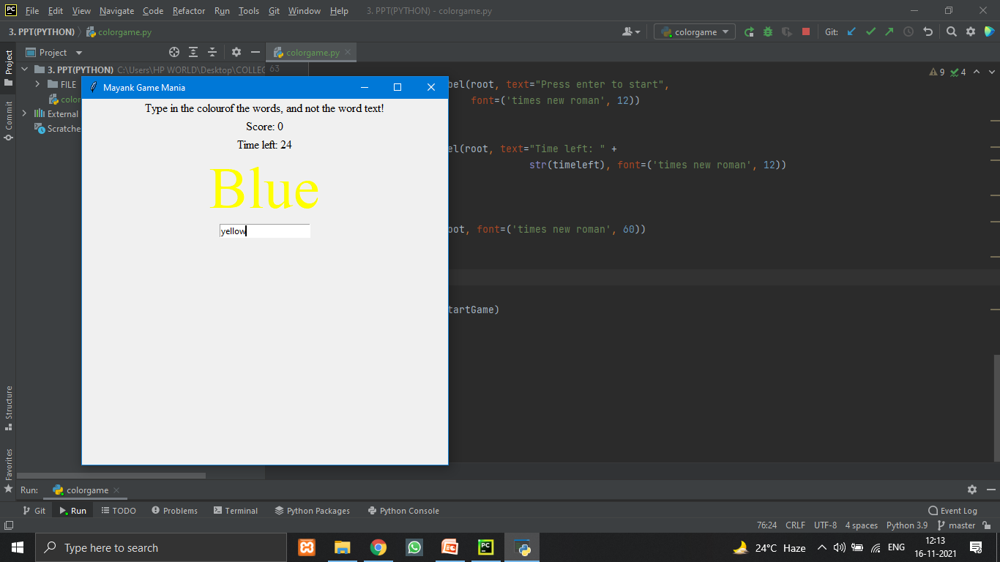 PC File Edit View Navigate Code Refactor Run Tools Git Window Help 3. PPT(PYTHON) - colorgame.py
3. PPT(PYTHON) colorgame.py colorgame Git:
Project colorgame.py
3. PPT(PYTHON) C:\Users\HP WORLD\Desktop\COLLEG 63 9 4
FILE
color
External
Scratches
Project
Commit
Structure
Favorites
Mayank Game Mania
Type in the colourof the words, and not the word text!
Score: 0
Time left: 24
Blue
yellow
bel(root, text="Press enter to start",
font=('times new roman', 12))
el(root, text="Time left: " +
str(timeleft), font=('times new roman', 12))
oot, font=('times new roman', 60))
tartGame)
Run: colorgame
Git Run TODO Problems Terminal Python Packages Python Console Event Log
76:24 CRLF UTF-8 4 spaces Python 3.9 master
Type here to search PC 24°C Haze ENG 12:13
16-11-2021